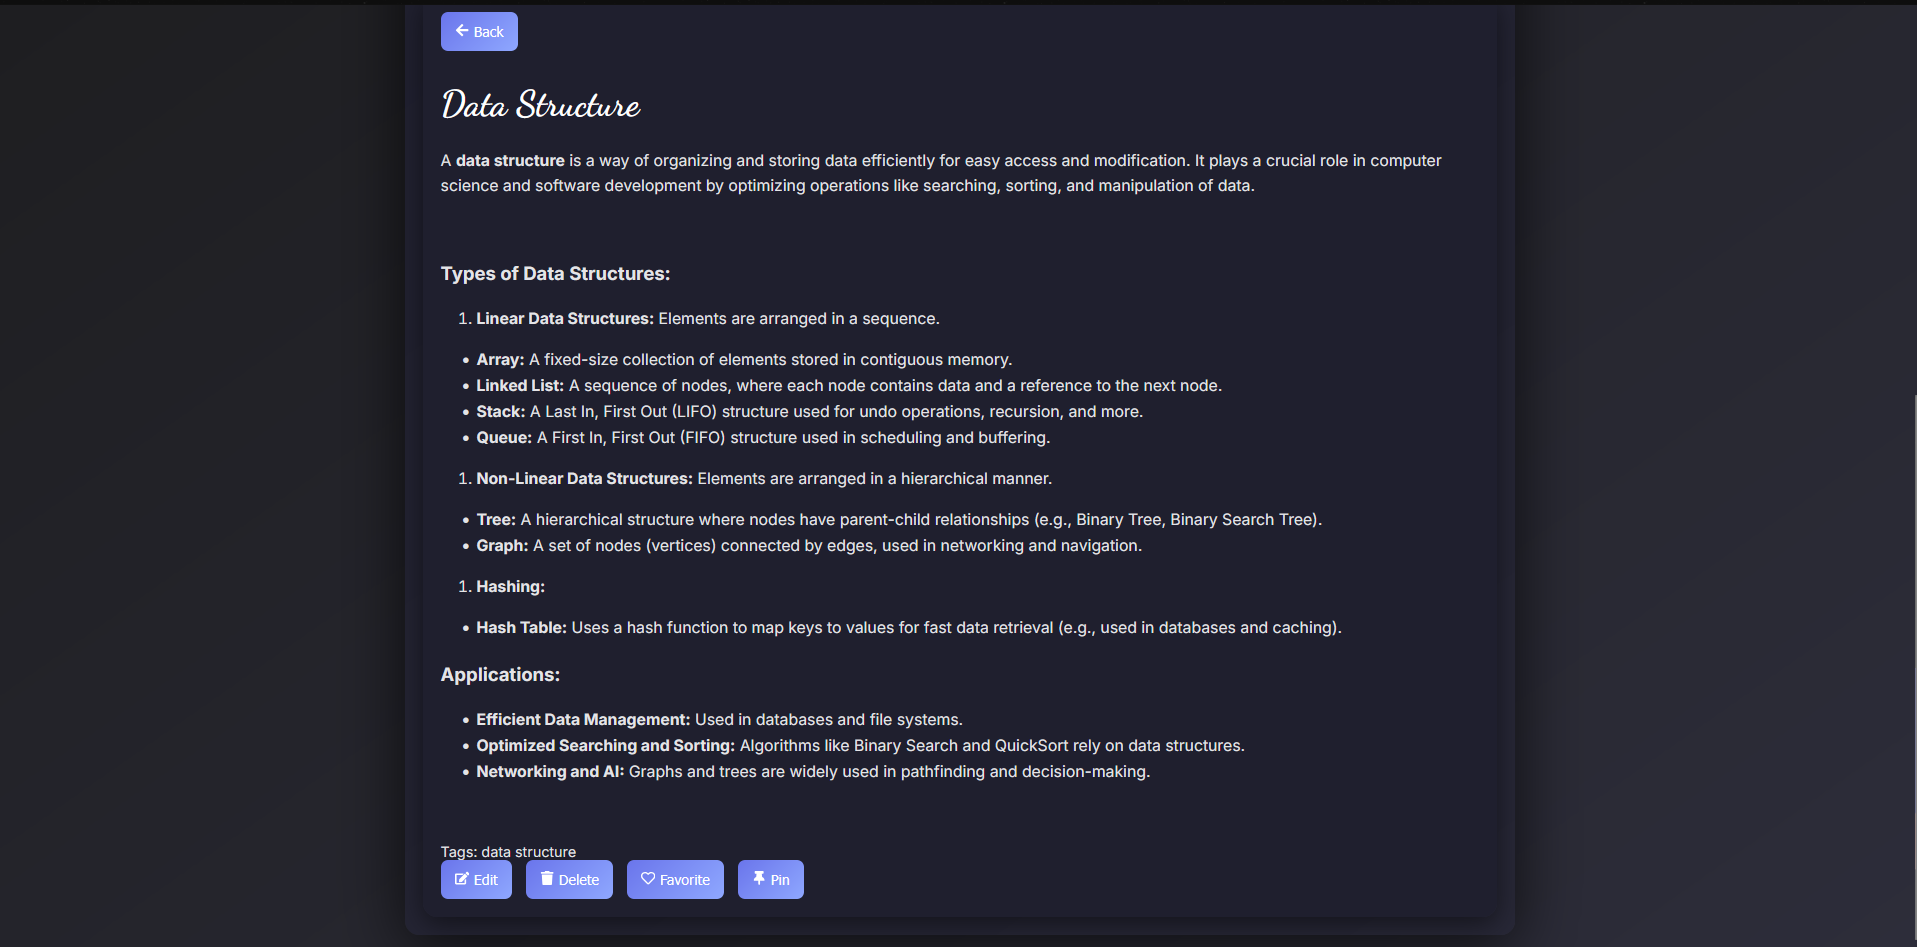 Back
Data Structure
A data structure is a way of organizing and storing data efficiently for easy access and modification. It plays a crucial role in computer
science and software development by optimizing operations like searching, sorting, and manipulation of data.
Types of Data Structures:
1. Linear Data Structures: Elements are arranged in a sequence.
• Array: A fixed-size collection of elements stored in contiguous memory.
• Linked List: A sequence of nodes, where each node contains data and a reference to the next node.
• Stack: A Last In, First Out (LIFO) structure used for undo operations, recursion, and more.
• Queue: A First In, First Out (FIFO) structure used in scheduling and buffering.
1. Non-Linear Data Structures: Elements are arranged in a hierarchical manner.
• Tree: A hierarchical structure where nodes have parent-child relationships (e.g., Binary Tree, Binary Search Tree).
• Graph: A set of nodes (vertices) connected by edges, used in networking and navigation.
1. Hashing:
• Hash Table: Uses a hash function to map keys to values for fast data retrieval (e.g., used in databases and caching).
Applications:
• Efficient Data Management: Used in databases and file systems.
• Optimized Searching and Sorting: Algorithms like Binary Search and QuickSort rely on data structures.
• Networking and AI: Graphs and trees are widely used in pathfinding and decision-making.
Tags: data structure
Edit Delete Favorite Pin